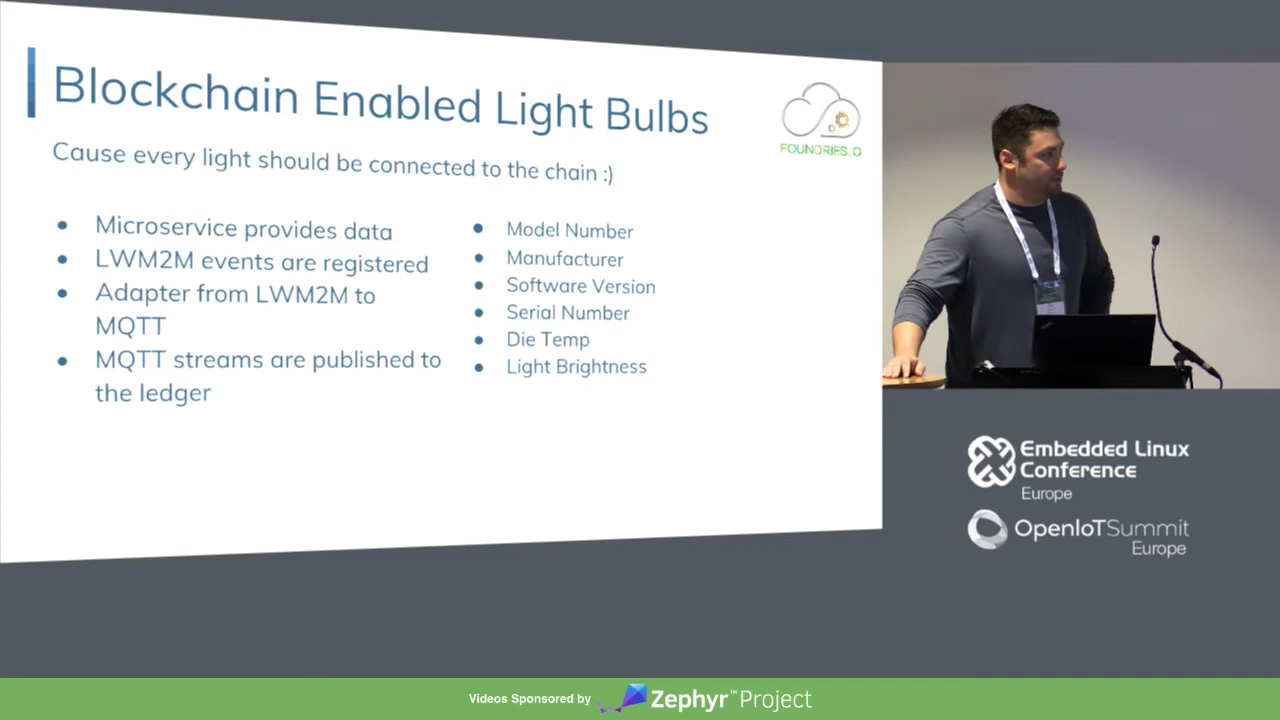 Blockchain Enabled Light Bulbs
FOUNDRIES.IO
Cause every light should be connected to the chain :)
• Microservice provides data
• LWM2M events are registered
• Adapter from LWM2M to
MQTT
• MQTT streams are published to
the ledger
• Model Number
• Manufacturer
• Software Version
• Serial Number
• Die Temp
• Light Brightness
Embedded Linux
Conference
Europe
OpenIoTSummit
Europe
Videos Sponsored by Zephyr™Project